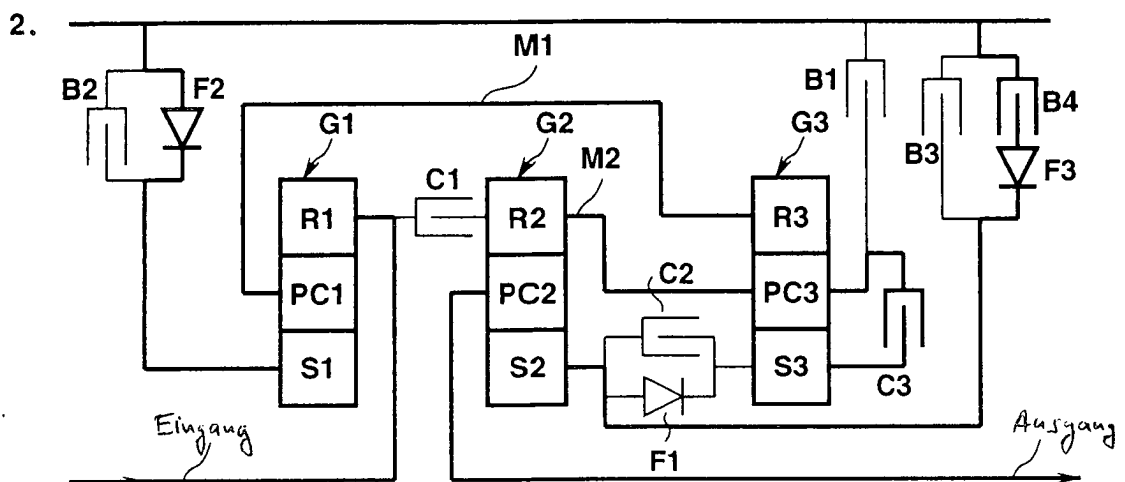 2.
M1
B2
F2
B1
B4
G1
G2
G3
B3
M2
F3
C1
R1
R2
R3
C2
PC1
PC2
PC3
S1
S2
S3
C3
Eingang
Ausgang
F1